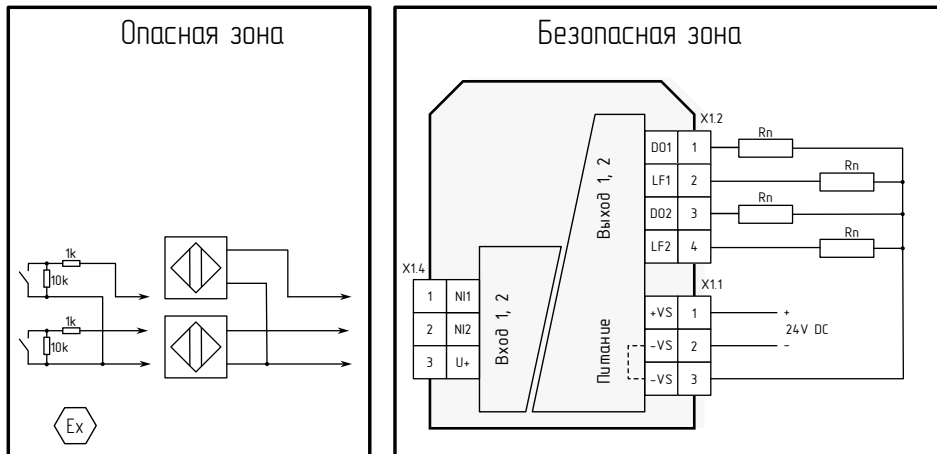 Опасная зона
Безопасная зона
1k
10k
1k
10k
Ex
X1.4
1 NI1
2 NI2
3 U+
Вход 1, 2
Выход 1, 2
Питание
X1.2
DO1 1 Rn
LF1 2 Rn
DO2 3 Rn
LF2 4 Rn
X1.1
+VS 1 +
24V DC
-VS 2 -
-VS 3